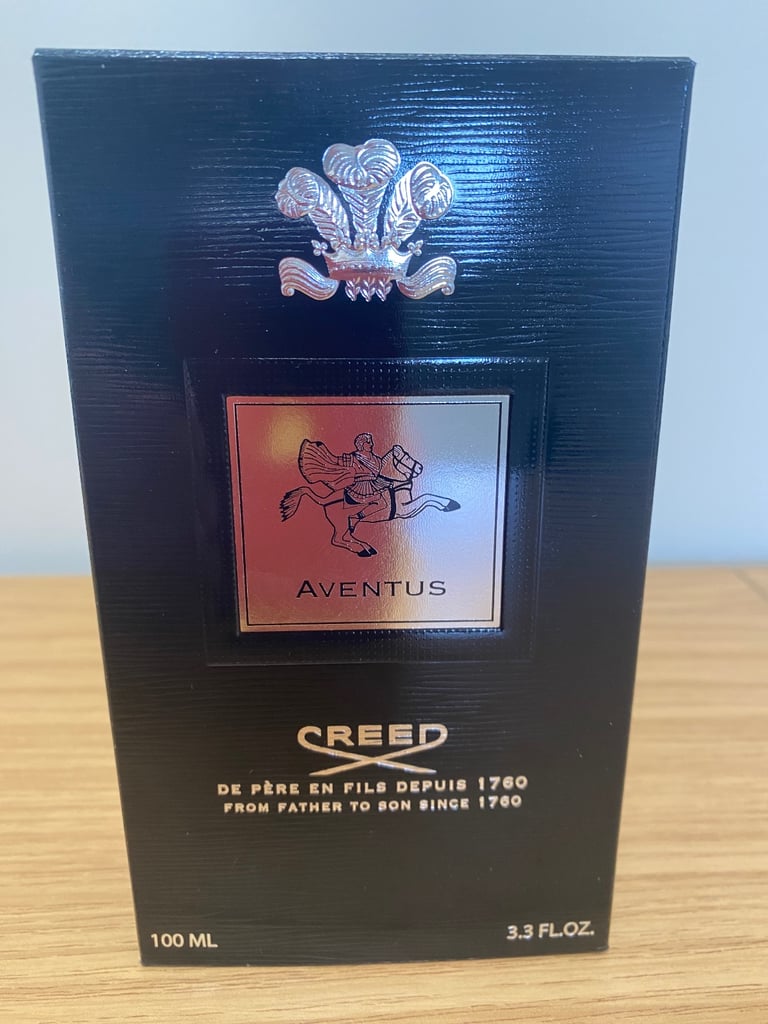 AVENTUS
CREED
DE PÈRE EN FILS DEPUIS 1760
FROM FATHER TO SON SINCE 1760
100 ML
3.3 FL.OZ.